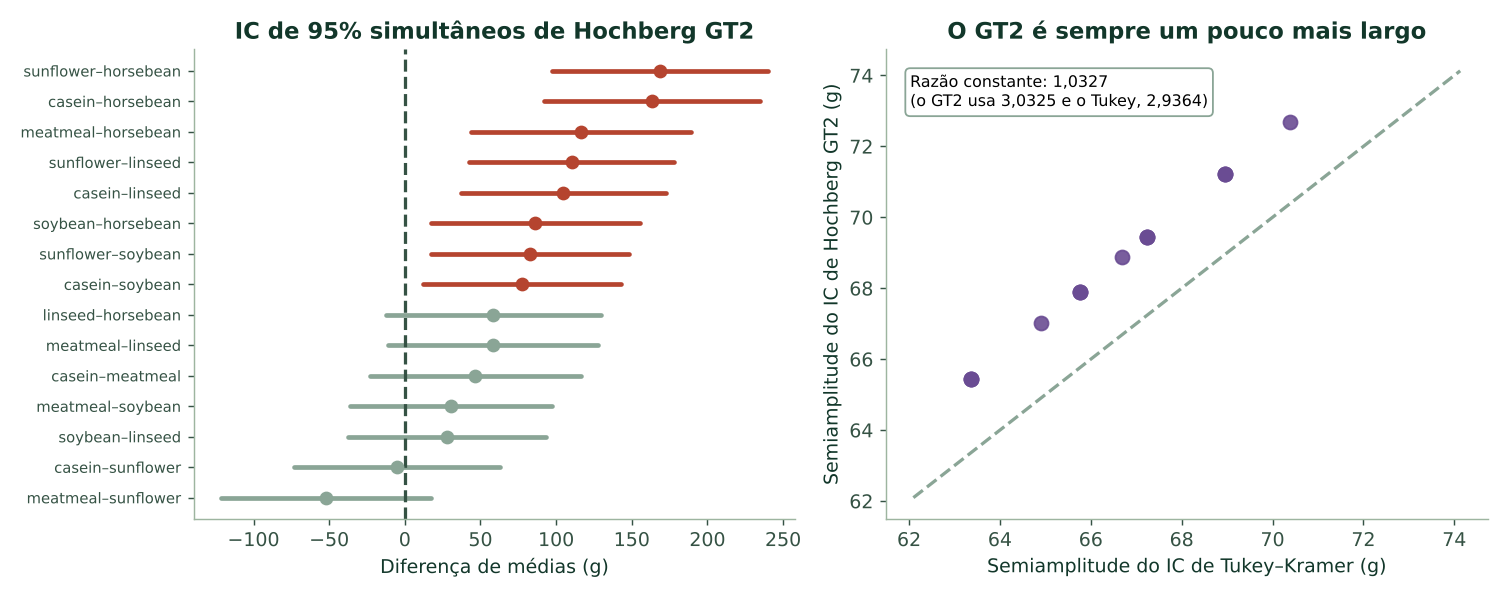 IC de 95% simultâneos de Hochberg GT2
sunflower–horsebean
casein–horsebean
meatmeal–horsebean
sunflower–linseed
casein–linseed
soybean–horsebean
sunflower–soybean
casein–soybean
linseed–horsebean
meatmeal–linseed
casein–meatmeal
meatmeal–soybean
soybean–linseed
casein–sunflower
meatmeal–sunflower
−100 −50 0 50 100 150 200 250
Diferença de médias (g)
O GT2 é sempre um pouco mais largo
Semiamplitude do IC de Hochberg GT2 (g)
74
72
70
68
66
64
62
Razão constante: 1,0327
(o GT2 usa 3,0325 e o Tukey, 2,9364)
62 64 66 68 70 72 74
Semiamplitude do IC de Tukey–Kramer (g)